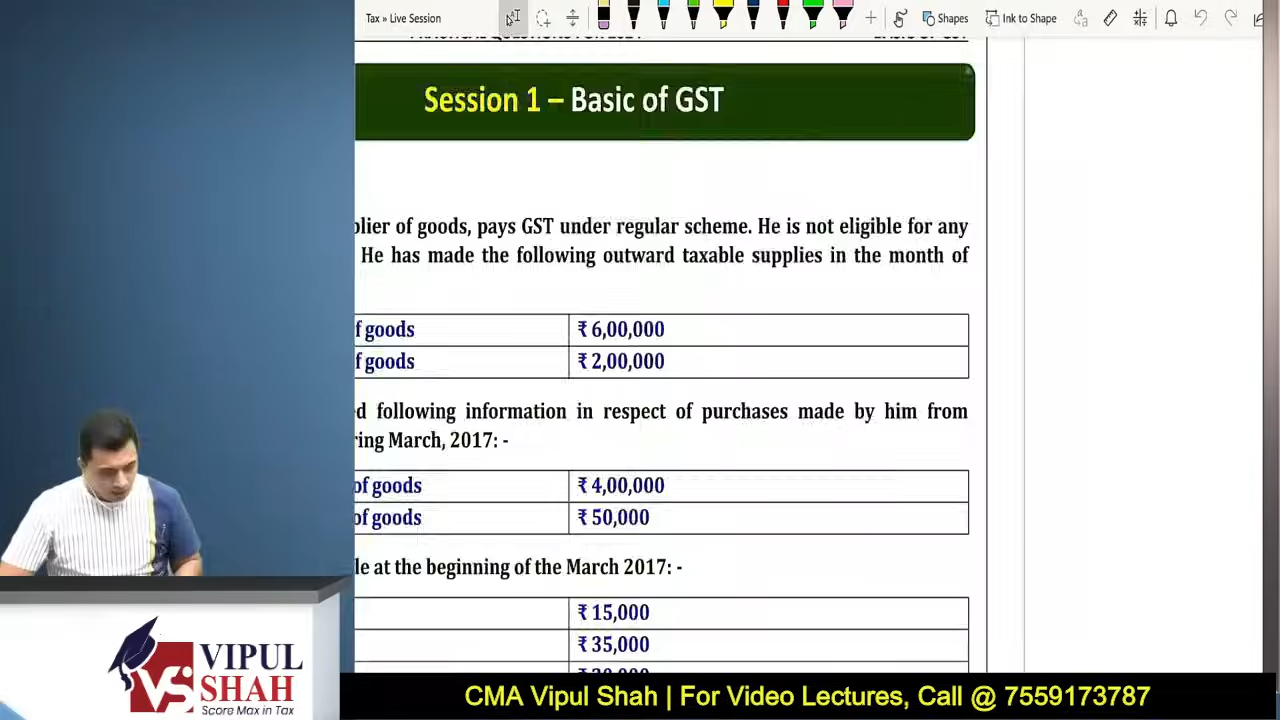 Tax » Live Session
Shapes
Ink to Shape
Session 1 – Basic of GST
plier of goods, pays GST under regular scheme. He is not eligible for any
He has made the following outward taxable supplies in the month of
f goods ₹ 6,00,000
of goods ₹ 2,00,000
ed following information in respect of purchases made by him from
ring March, 2017: -
of goods ₹ 4,00,000
of goods ₹ 50,000
le at the beginning of the March 2017: -
₹ 15,000
₹ 35,000
VIPUL
SHAH
Score Max in Tax
VS
CMA Vipul Shah | For Video Lectures, Call @ 7559173787